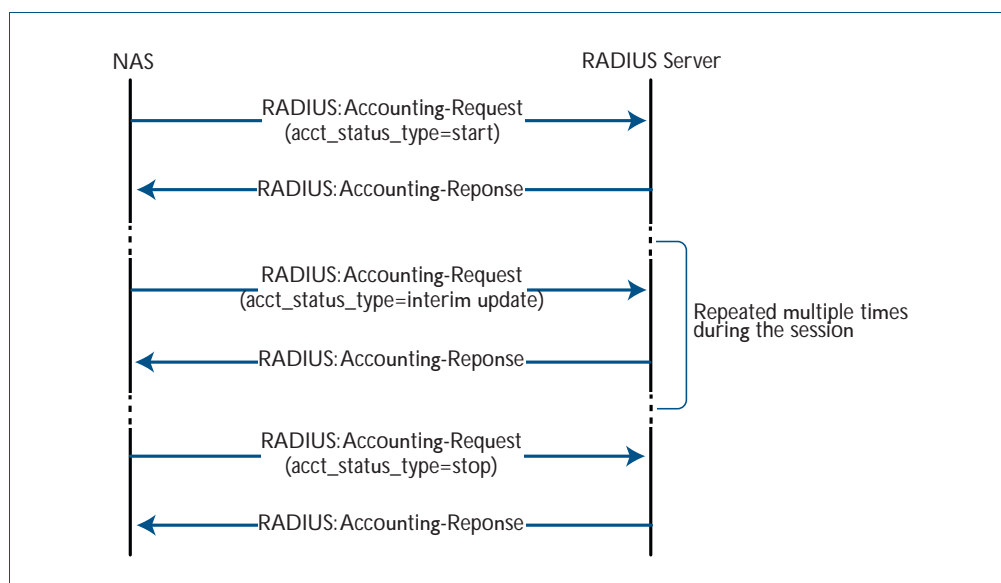 NAS
RADIUS Server
RADIUS: Accounting-Request
(acct_status_type=start)
RADIUS: Accounting-Reponse
RADIUS: Accounting-Request
(acct_status_type=interim update)
Repeated multiple times
during the session
RADIUS: Accounting-Reponse
RADIUS: Accounting-Request
(acct_status_type=stop)
RADIUS: Accounting-Reponse